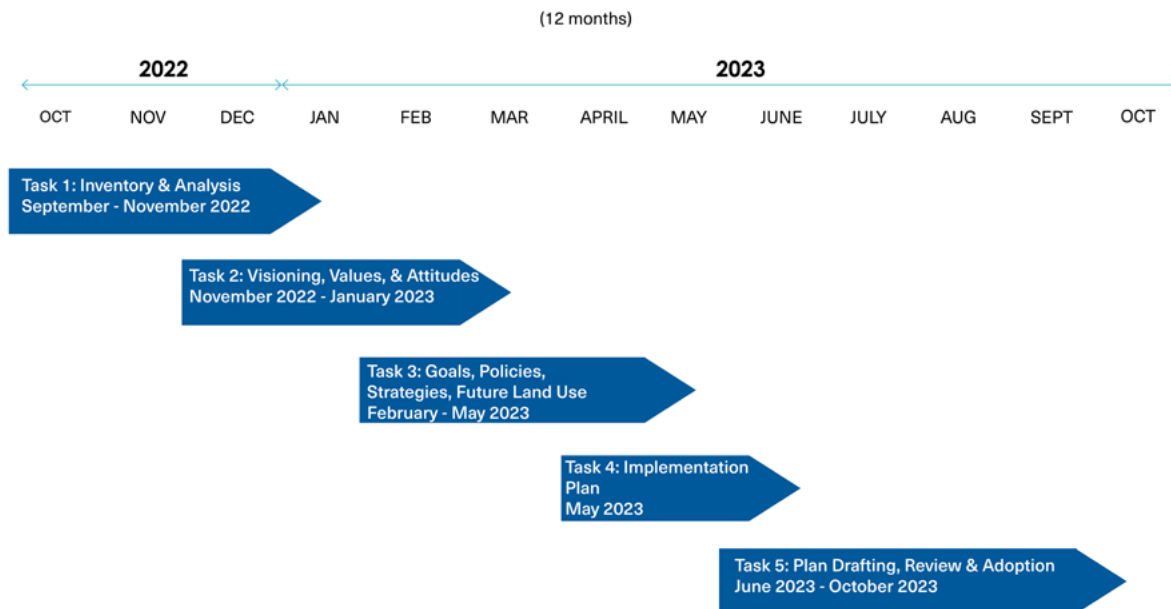 (12 months)
2022 2023
OCT NOV DEC JAN FEB MAR APRIL MAY JUNE JULY AUG SEPT OCT
Task 1: Inventory & Analysis
September - November 2022
Task 2: Visioning, Values, & Attitudes
November 2022 - January 2023
Task 3: Goals, Policies,
Strategies, Future Land Use
February - May 2023
Task 4: Implementation
Plan
May 2023
Task 5: Plan Drafting, Review & Adoption
June 2023 - October 2023